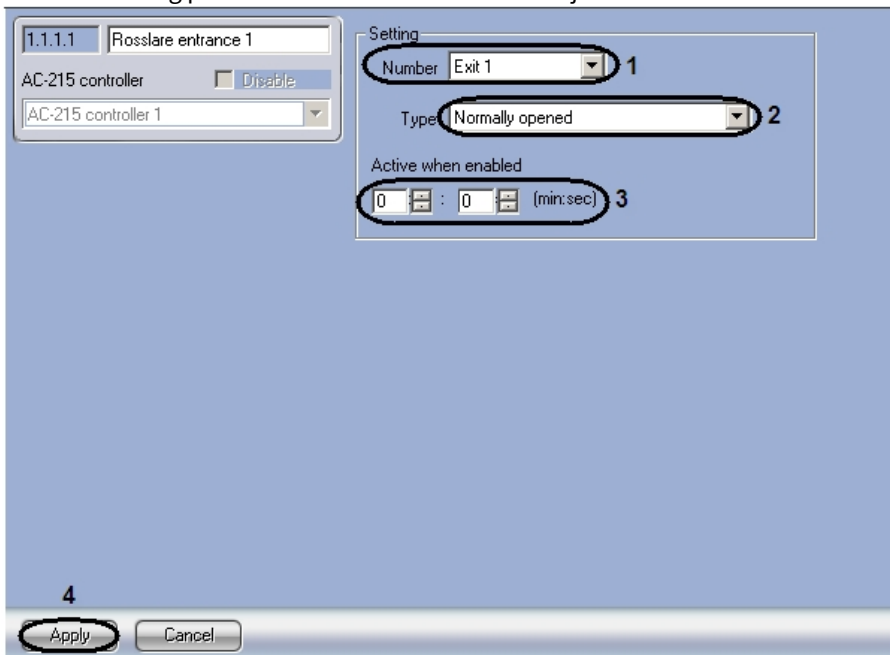 1.1.1.1 Rosslare entrance 1
AC-215 controller Disable
AC-215 controller 1
Setting
Number Exit 1 1
Type Normally opened 2
Active when enabled
0 : 0 (min:sec) 3
4
Apply Cancel